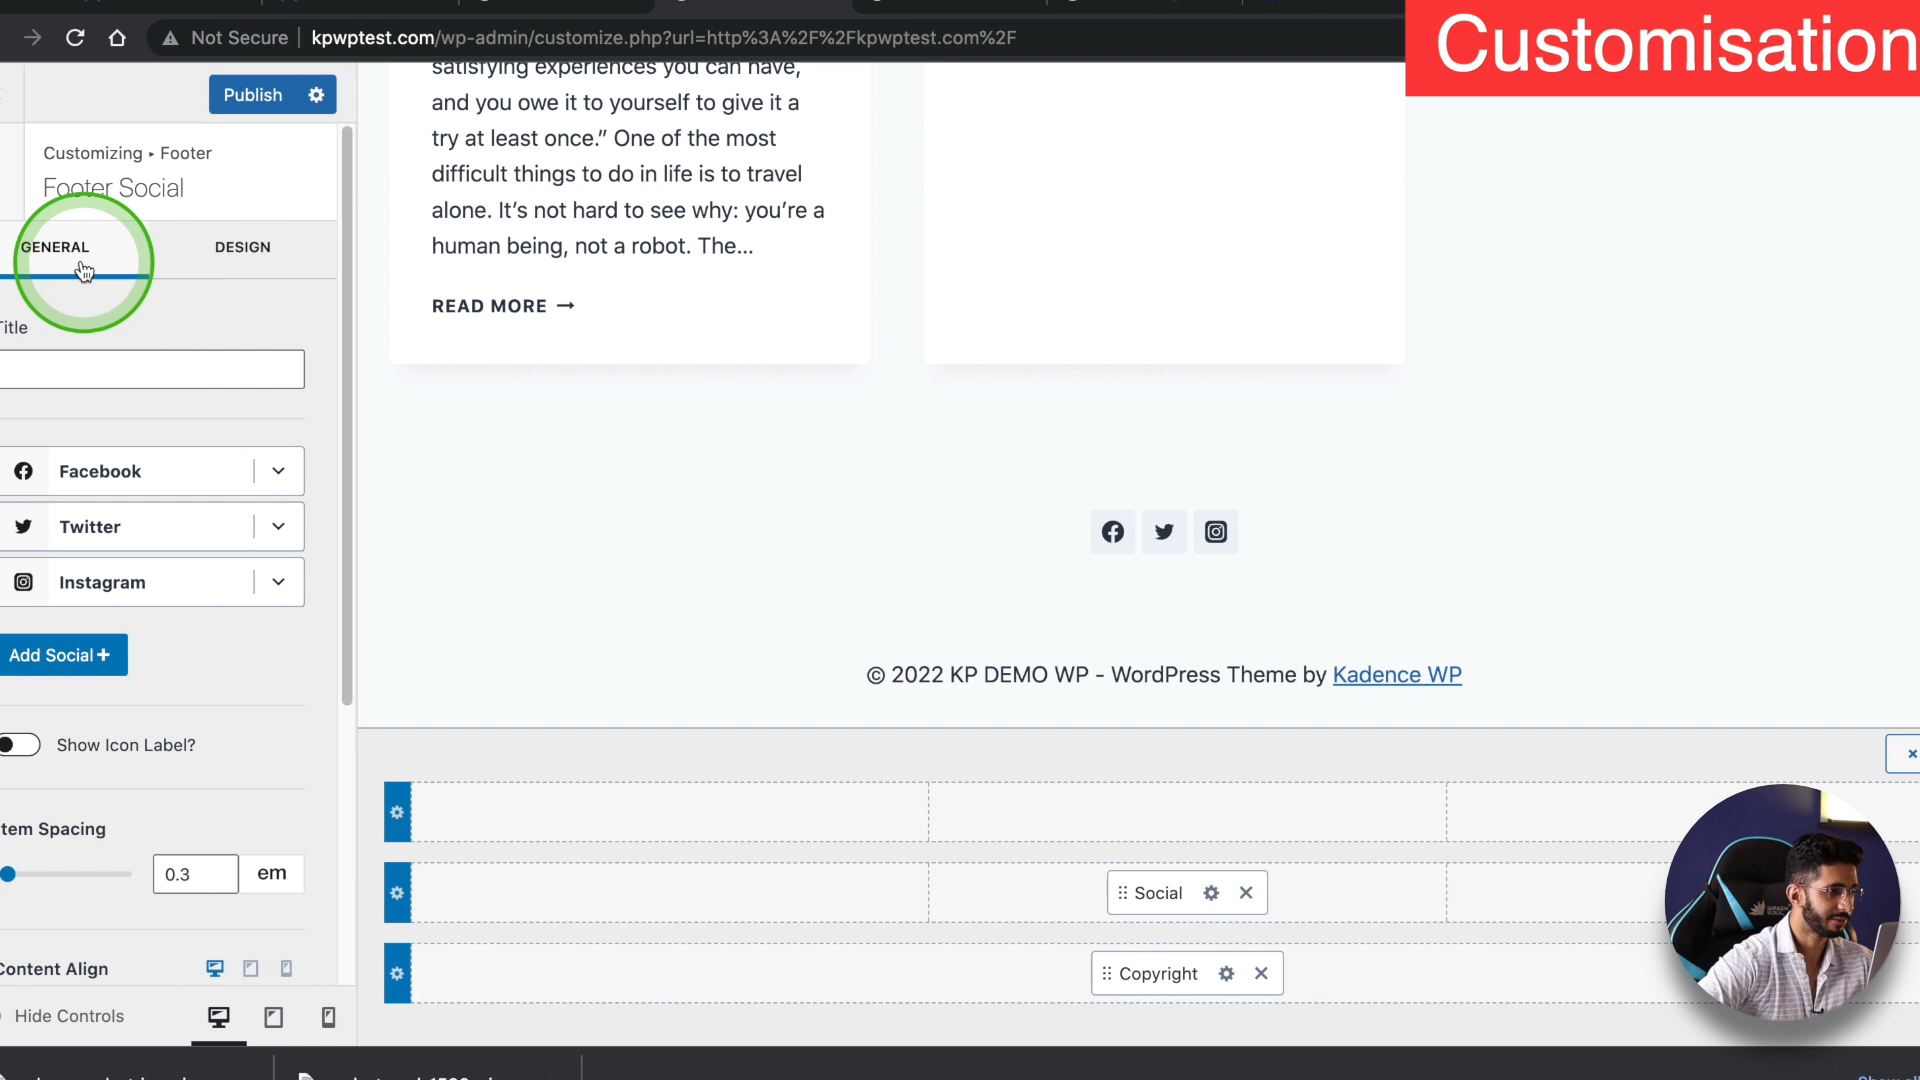 Customisation
Not Secure
kpwptest.com/wp-admin/customize.php?url=http%3A%2F%2Fkpwptest.com%2F
Publish
Customizing ▸ Footer
Footer Social
GENERAL
DESIGN
Title
Facebook
Twitter
Instagram
Add Social+
Show Icon Label?
tem Spacing
0.3
em
Content Align
Hide Controls
satisfying experiences you can have,
and you owe it to yourself to give it a
try at least once.” One of the most
difficult things to do in life is to travel
alone. It’s not hard to see why: you’re a
human being, not a robot. The…
READ MORE →
© 2022 KP DEMO WP - WordPress Theme by Kadence WP
Social
Copyright